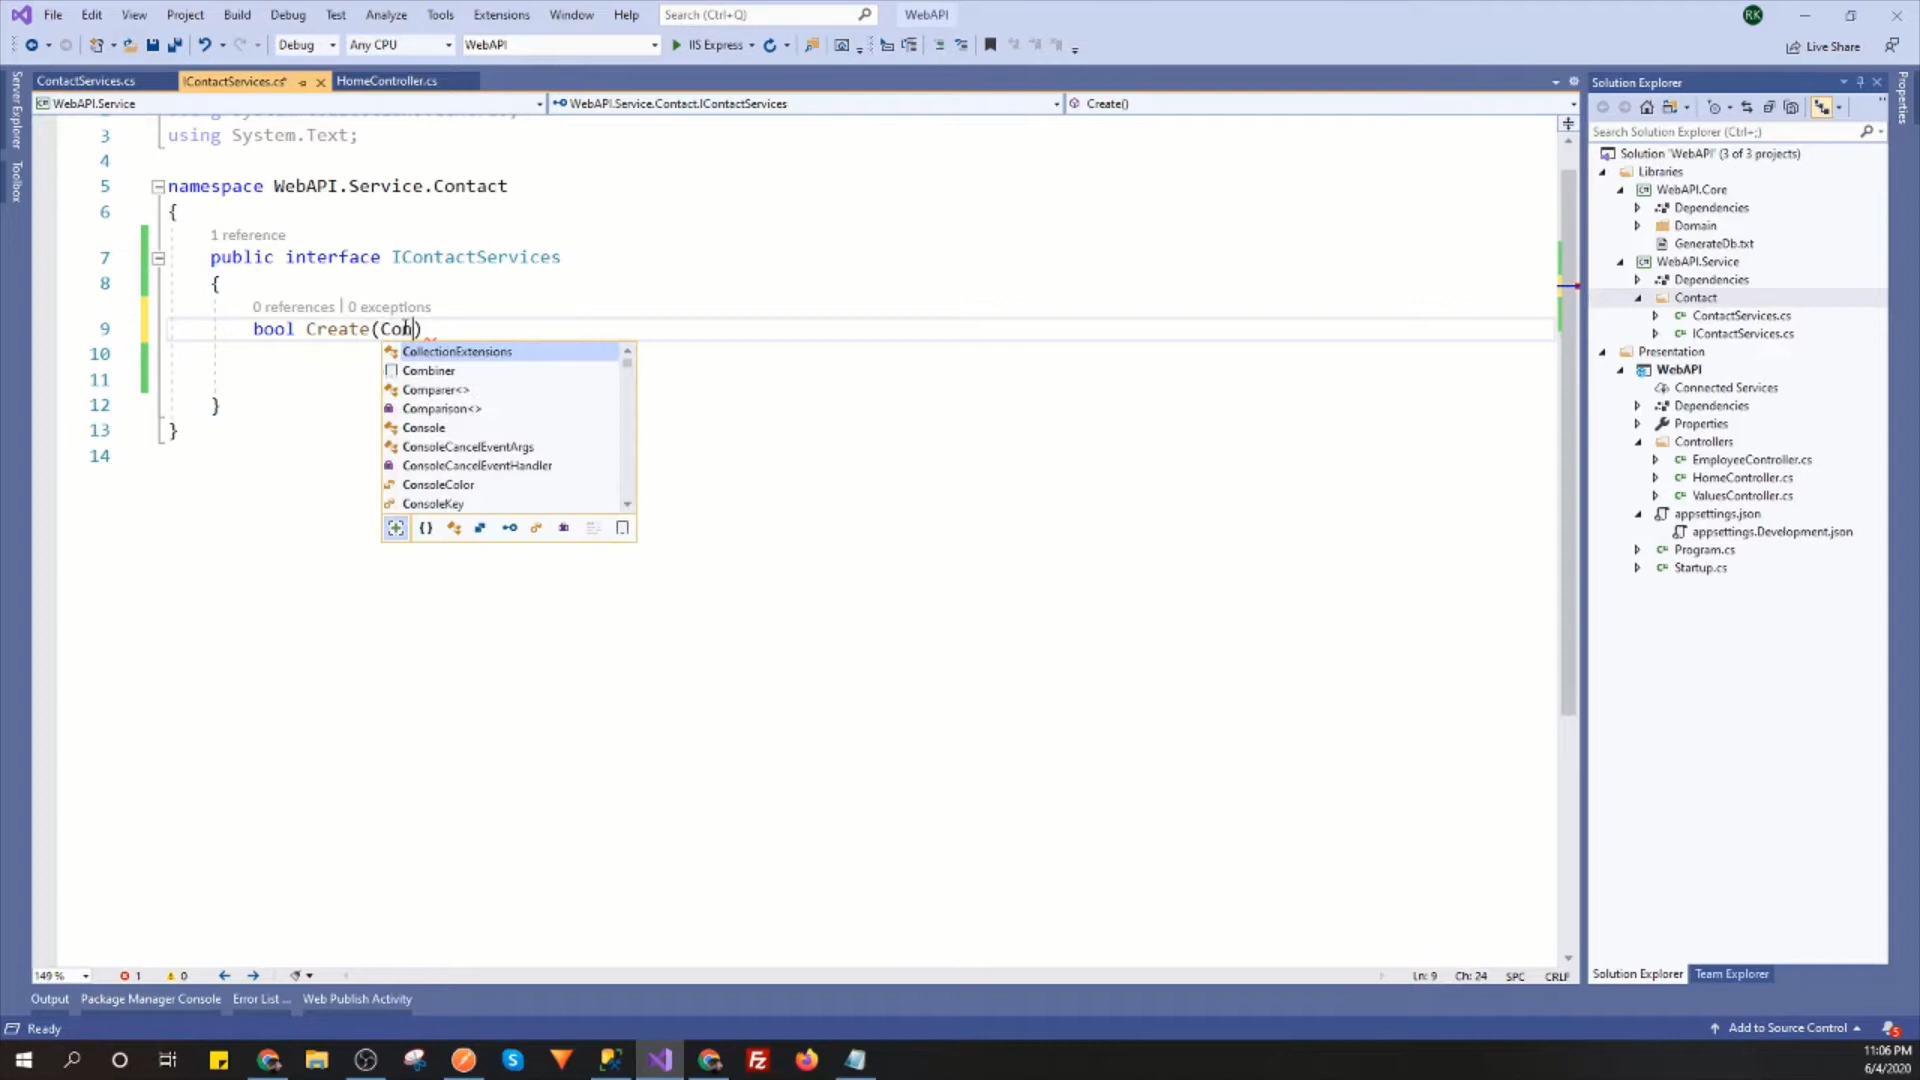 File Edit View Project Build Debug Test Analyze Tools Extensions Window Help Search (Ctrl+Q) WebAPI RK
Debug Any CPU WebAPI IIS Express Live Share
ContactServices.cs IContactServices.cs* HomeController.cs
WebAPI.Service WebAPI.Service.Contact.IContactServices Create()
3 using System.Text;
4
5 namespace WebAPI.Service.Contact
6 {
1 reference
7 public interface IContactServices
8 {
0 references | 0 exceptions
9 bool Create(Con)
10
11
12 }
13 }
14
CollectionExtensions
Combiner
Comparer<>
Comparison<>
Console
ConsoleCancelEventArgs
ConsoleCancelEventHandler
ConsoleColor
ConsoleKey
149 % 1 0 Ln: 9 Ch: 24 SPC CRLF
Output Package Manager Console Error List ... Web Publish Activity
Ready
Add to Source Control 5
Server Explorer
Toolbox
Properties
Solution Explorer
Search Solution Explorer (Ctrl+;)
Solution 'WebAPI' (3 of 3 projects)
Libraries
WebAPI.Core
Dependencies
Domain
GenerateDb.txt
WebAPI.Service
Dependencies
Contact
ContactServices.cs
IContactServices.cs
Presentation
WebAPI
Connected Services
Dependencies
Properties
Controllers
EmployeeController.cs
HomeController.cs
ValuesController.cs
appsettings.json
appsettings.Development.json
Program.cs
Startup.cs
Solution Explorer Team Explorer
11:06 PM
6/4/2020